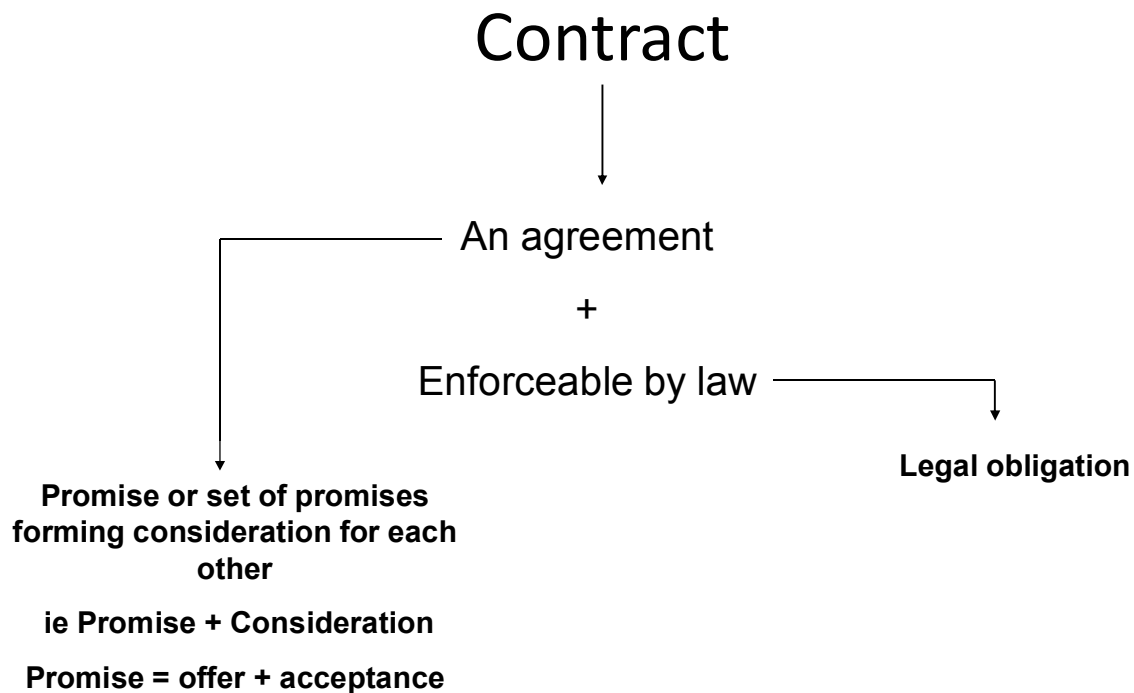 Contract
An agreement
+
Enforceable by law
Legal obligation
Promise or set of promises
forming consideration for each
other
ie Promise + Consideration
Promise = offer + acceptance